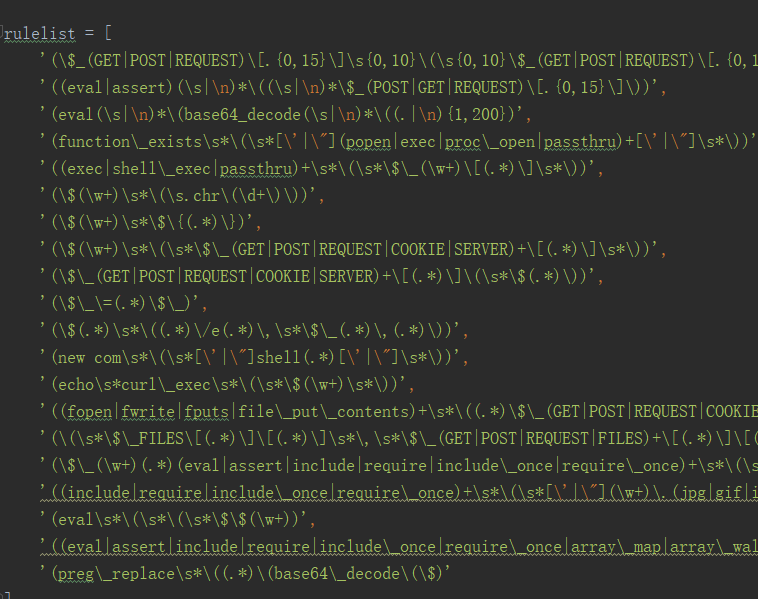 rulelist = [
'(\$_(GET|POST|REQUEST)\[.{0,15}\]\s{0,10}\(\s{0,10}\$_(GET|POST|REQUEST)\[.{0,1
'((eval|assert)(\s|\n)*\((\s|\n)*\$_(POST|GET|REQUEST)\[.{0,15}\]\))',
'(eval(\s|\n)*\(base64_decode(\s|\n)*\((.|\n){1,200})',
'(function\_exists\s*\(\s*[\'|\"](popen|exec|proc\_open|passthru)+[\'|\"]\s*\))'
'((exec|shell\_exec|passthru)+\s*\(\s*\$\_(\w+)\[(.*)\]\s*\))',
'(\$(\w+)\s*\(\s.chr\(\d+\)\))',
'(\$(\w+)\s*\$\{(.*)\})',
'(\$(\w+)\s*\(\s*\$\_(GET|POST|REQUEST|COOKIE|SERVER)+\[(.*)\]\s*\))',
'(\$\_(GET|POST|REQUEST|COOKIE|SERVER)+\[(.*)\]\(\s*\$(.*)\))',
'(\$\_\=(.*)\$\_)',
'(\$(.*)\s*\((.*)\/e(.*)\,\s*\$\_(.*)\,(.*)\))',
'(new com\s*\(\s*[\'|\"]shell(.*)[\'|\"]\s*\))',
'(echo\s*curl\_exec\s*\(\s*\$(\w+)\s*\))',
'((fopen|fwrite|fputs|file\_put\_contents)+\s*\((.*)\$\_(GET|POST|REQUEST|COOKIE
'(\(\s*\$\_FILES\[(.*)\]\[(.*)\]\s*\,\s*\$\_(GET|POST|REQUEST|FILES)+\[(.*)\]\[(
'(\$\_(\w+)(.*)(eval|assert|include|require|include\_once|require\_once)+\s*\(\s
'((include|require|include\_once|require\_once)+\s*\(\s*[\'|\"](\w+)\.(jpg|gif|i
'(eval\s*\(\s*\(\s*\$\$(\w+))',
'((eval|assert|include|require|include\_once|require\_once|array\_map|array\_wal
'(preg\_replace\s*\((.*)\(base64\_decode\(\$)'
]